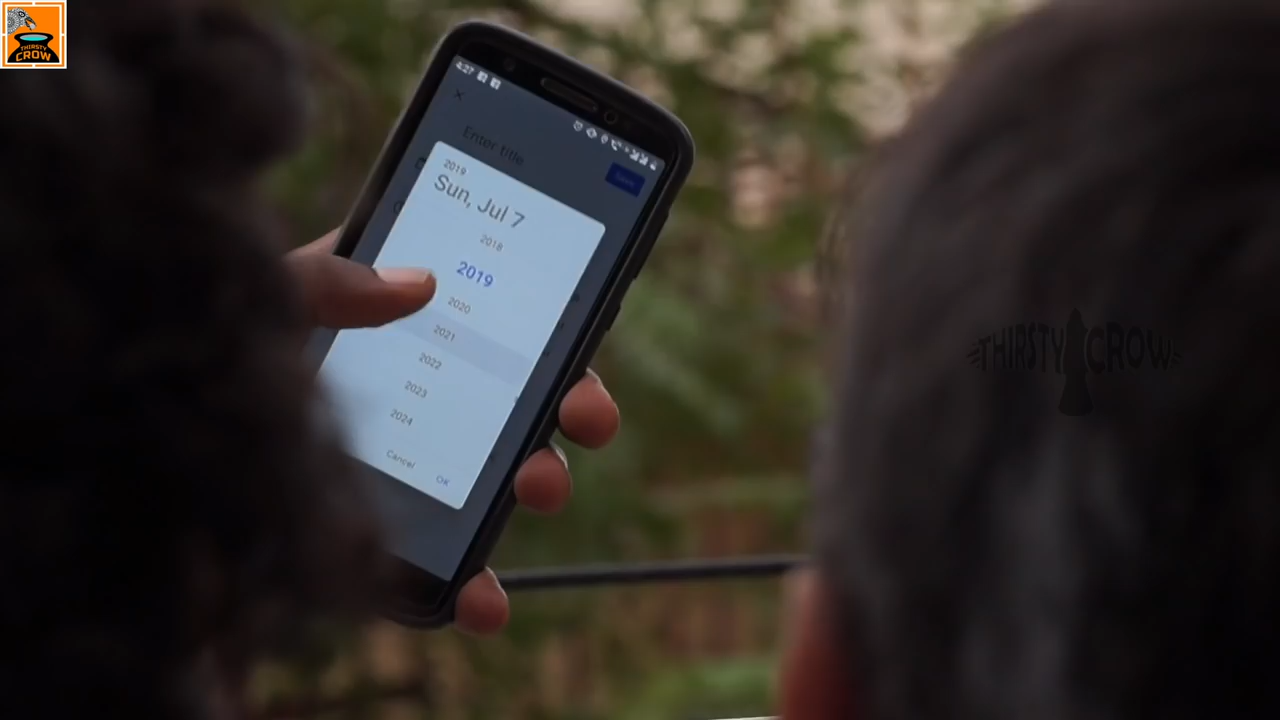 THIRSTY
CROW
4:27
Enter title
Save
2019
Sun, Jul 7
2018
2019
2020
2021
2022
2023
2024
Cancel
OK
THIRSTY CROW